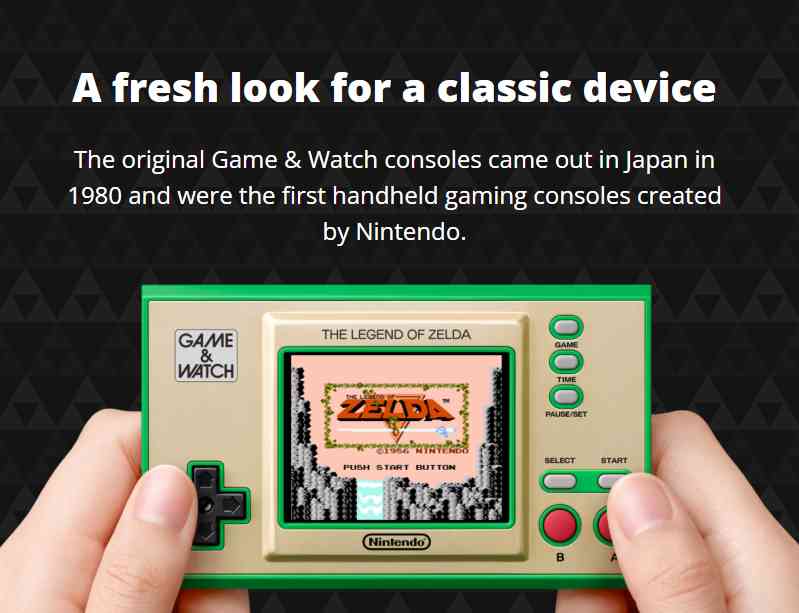 A fresh look for a classic device
The original Game & Watch consoles came out in Japan in
1980 and were the first handheld gaming consoles created
by Nintendo.
THE LEGEND OF ZELDA
GAME
&
WATCH
GAME
TIME
PAUSE/SET
THE LEGEND OF
ZELDA™
©1986 NINTENDO
PUSH START BUTTON
SELECT START
Nintendo
B A